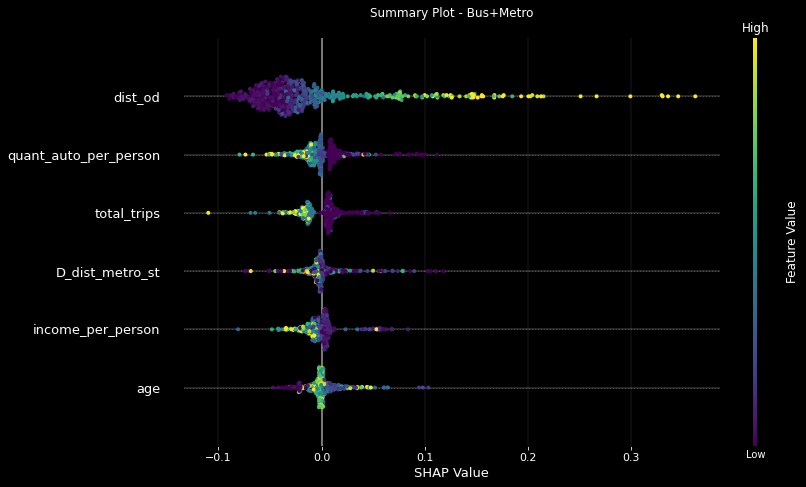 Summary Plot - Bus+Metro
High
dist_od
quant_auto_per_person
total_trips
D_dist_metro_st
income_per_person
age
Feature Value
Low
−0.1
0.0
0.1
0.2
0.3
SHAP Value